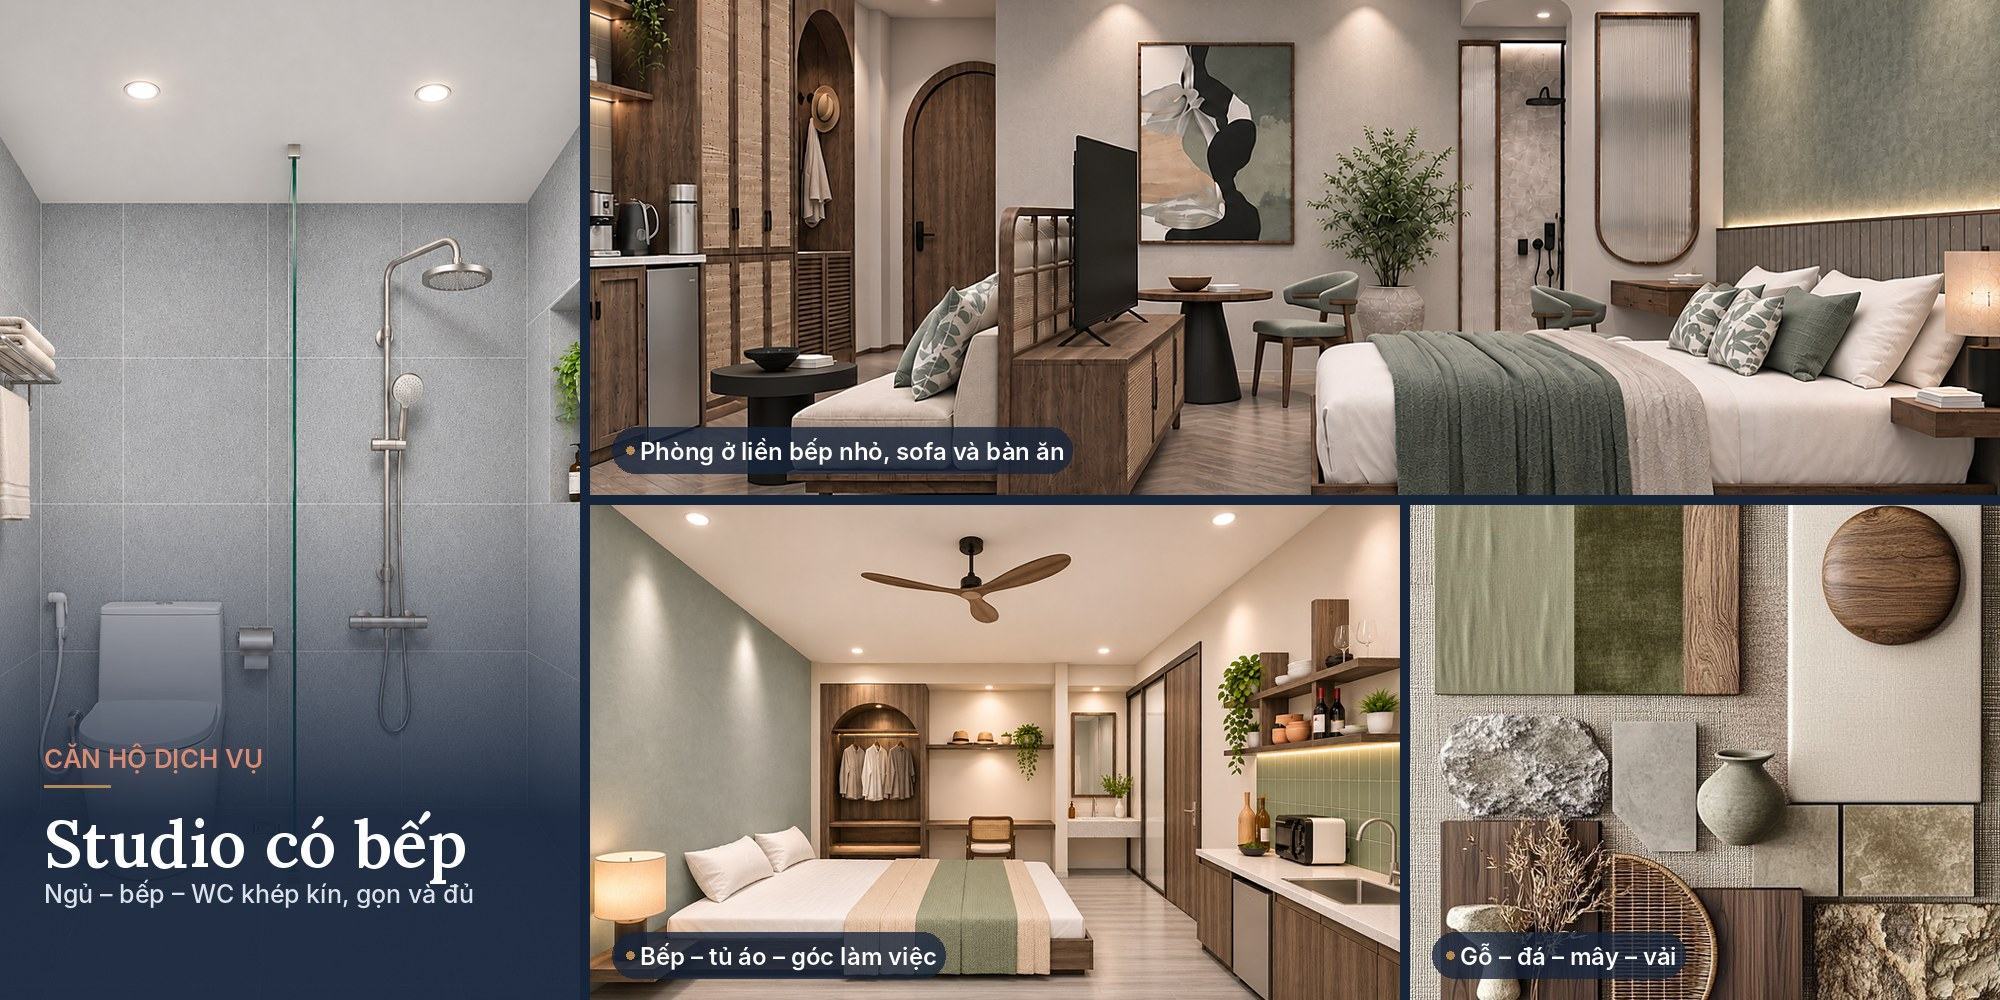 CĂN HỘ DỊCH VỤ
Studio có bếp
Ngủ – bếp – WC khép kín, gọn và đủ
Phòng ở liền bếp nhỏ, sofa và bàn ăn
Bếp – tủ áo – góc làm việc
Gỗ – đá – mây – vải